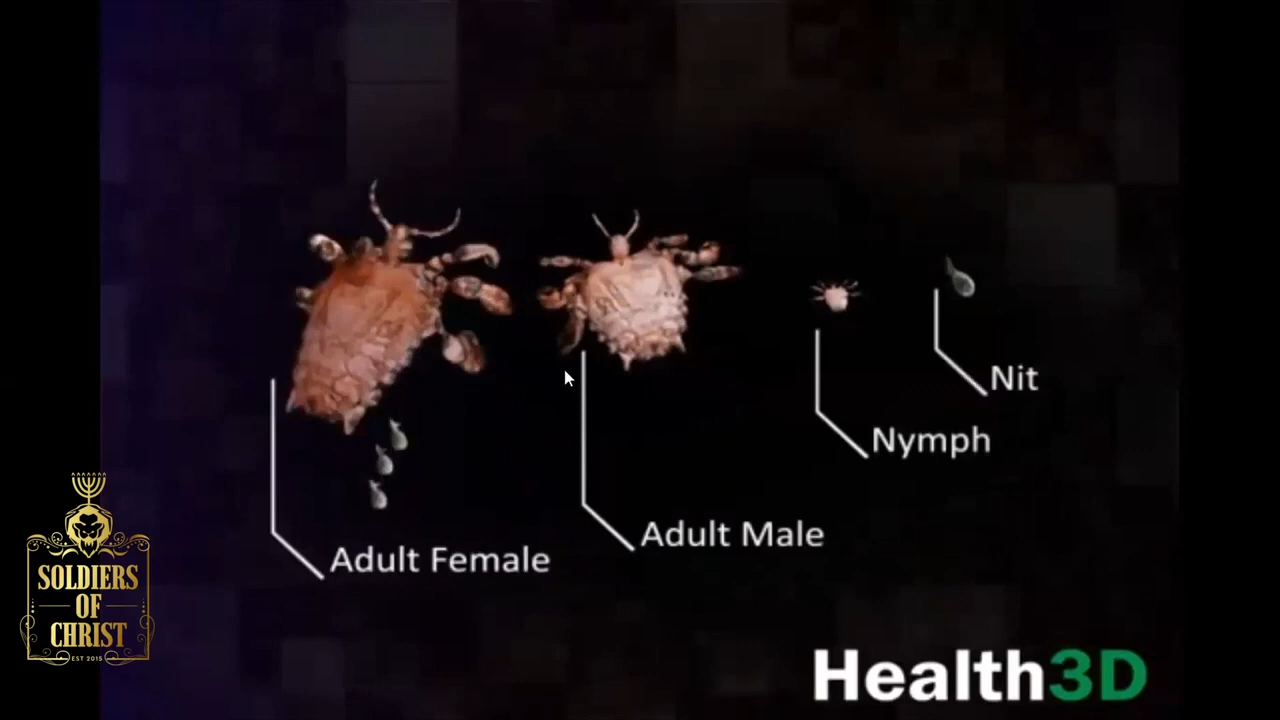 Nit
Nymph
Adult Male
Adult Female
SOLDIERS
OF
CHRIST
EST 2015
Health3D